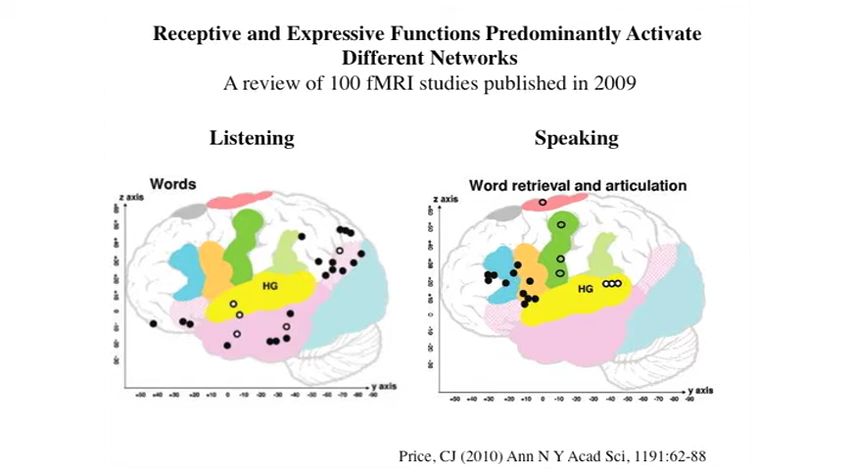 Receptive and Expressive Functions Predominantly Activate
Different Networks
A review of 100 fMRI studies published in 2009
Listening
Speaking
Words
Word retrieval and articulation
z axis
z axis
HG
HG
y axis
y axis
Price, CJ (2010) Ann N Y Acad Sci, 1191:62-88